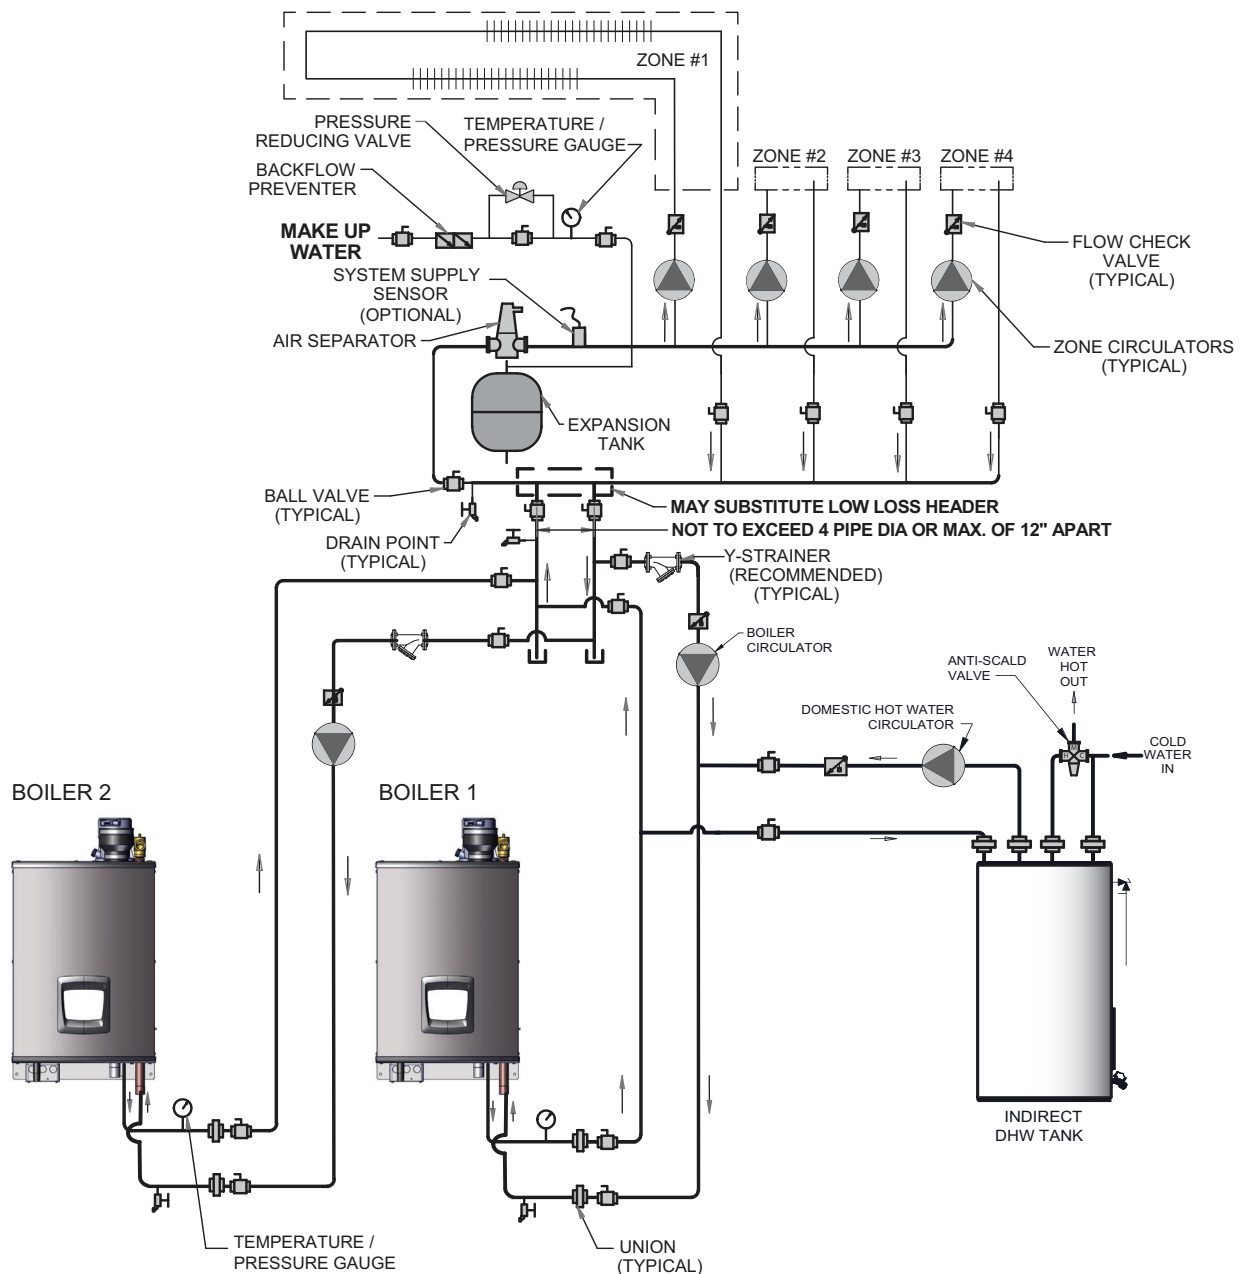 ZONE #1
PRESSURE
REDUCING VALVE
TEMPERATURE /
PRESSURE GAUGE
BACKFLOW
PREVENTER
ZONE #2
ZONE #3
ZONE #4
MAKE UP
WATER
FLOW CHECK
VALVE
(TYPICAL)
SYSTEM SUPPLY
SENSOR
(OPTIONAL)
AIR SEPARATOR
ZONE CIRCULATORS
(TYPICAL)
EXPANSION
TANK
BALL VALVE
(TYPICAL)
MAY SUBSTITUTE LOW LOSS HEADER
NOT TO EXCEED 4 PIPE DIA OR MAX. OF 12" APART
DRAIN POINT
(TYPICAL)
Y-STRAINER
(RECOMMENDED)
(TYPICAL)
BOILER
CIRCULATOR
WATER
HOT
OUT
ANTI-SCALD
VALVE
DOMESTIC HOT WATER
CIRCULATOR
COLD
WATER
IN
H
M
C
BOILER 2
BOILER 1
INDIRECT
DHW TANK
TEMPERATURE /
PRESSURE GAUGE
UNION
(TYPICAL)